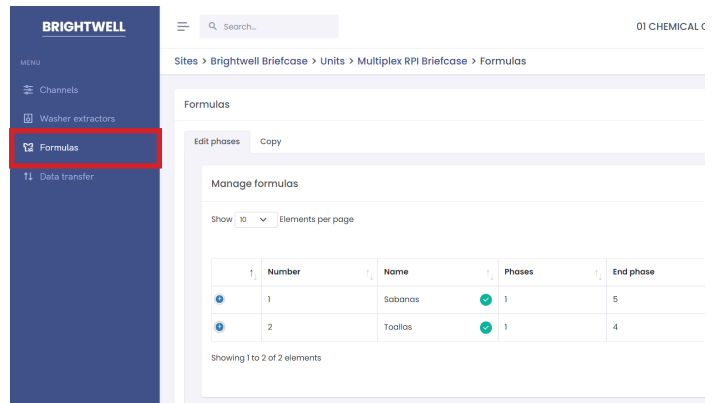 BRIGHTWELL
Search...
01 CHEMICAL
MENU
Sites > Brightwell Briefcase > Units > Multiplex RPI Briefcase > Formulas
Channels
Formulas
Washer extractors
Edit phases Copy
Formulas
Data transfer
Manage formulas
Show 10 Elements per page
Number Name Phases End phase
1 Sabanas 1 5
2 Toallas 1 4
Showing 1 to 2 of 2 elements